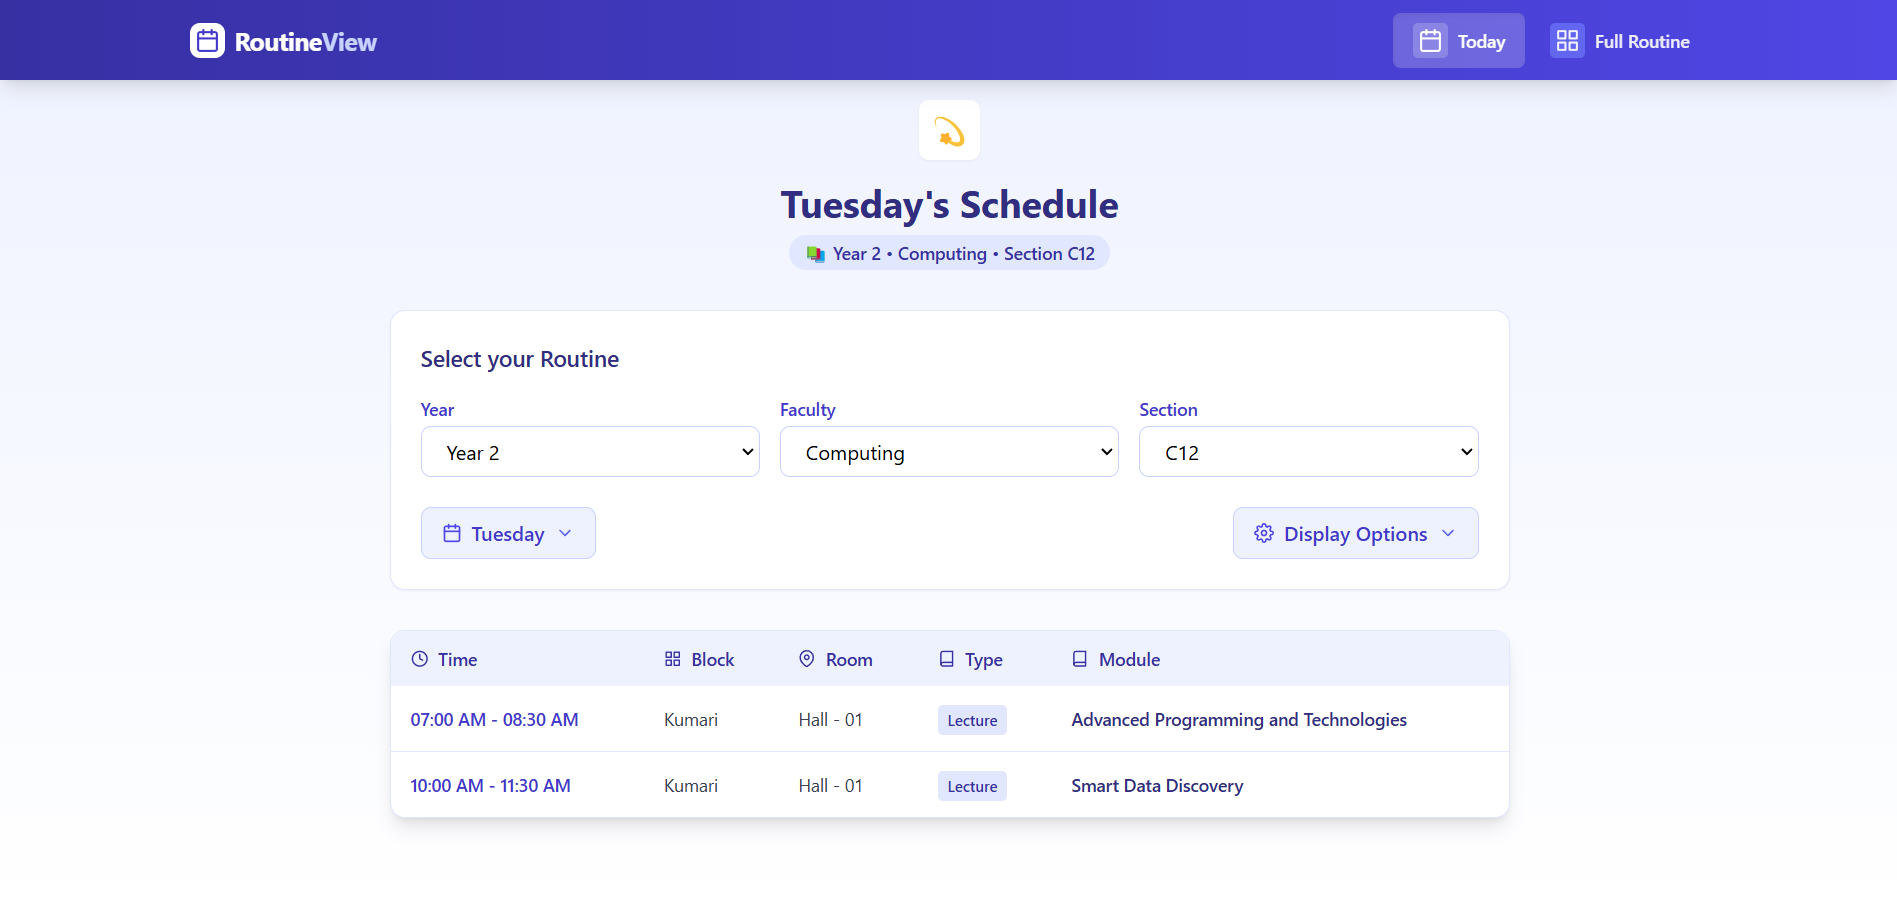 RoutineView
Today
Full Routine
Tuesday's Schedule
Year 2 • Computing • Section C12
Select your Routine
Year Faculty Section
Year 2 Computing C12
Tuesday Display Options
Time Block Room Type Module
07:00 AM - 08:30 AM Kumari Hall - 01 Lecture Advanced Programming and Technologies
10:00 AM - 11:30 AM Kumari Hall - 01 Lecture Smart Data Discovery